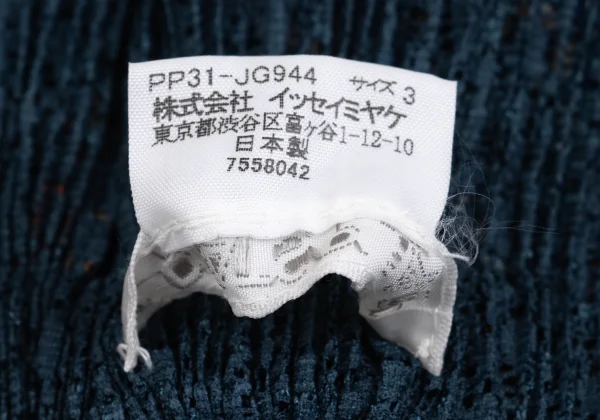 PP31-JG944 サイズ 3
株式会社 イッセイミヤケ
東京都渋谷区富ヶ谷1-12-10
日本製
7558042